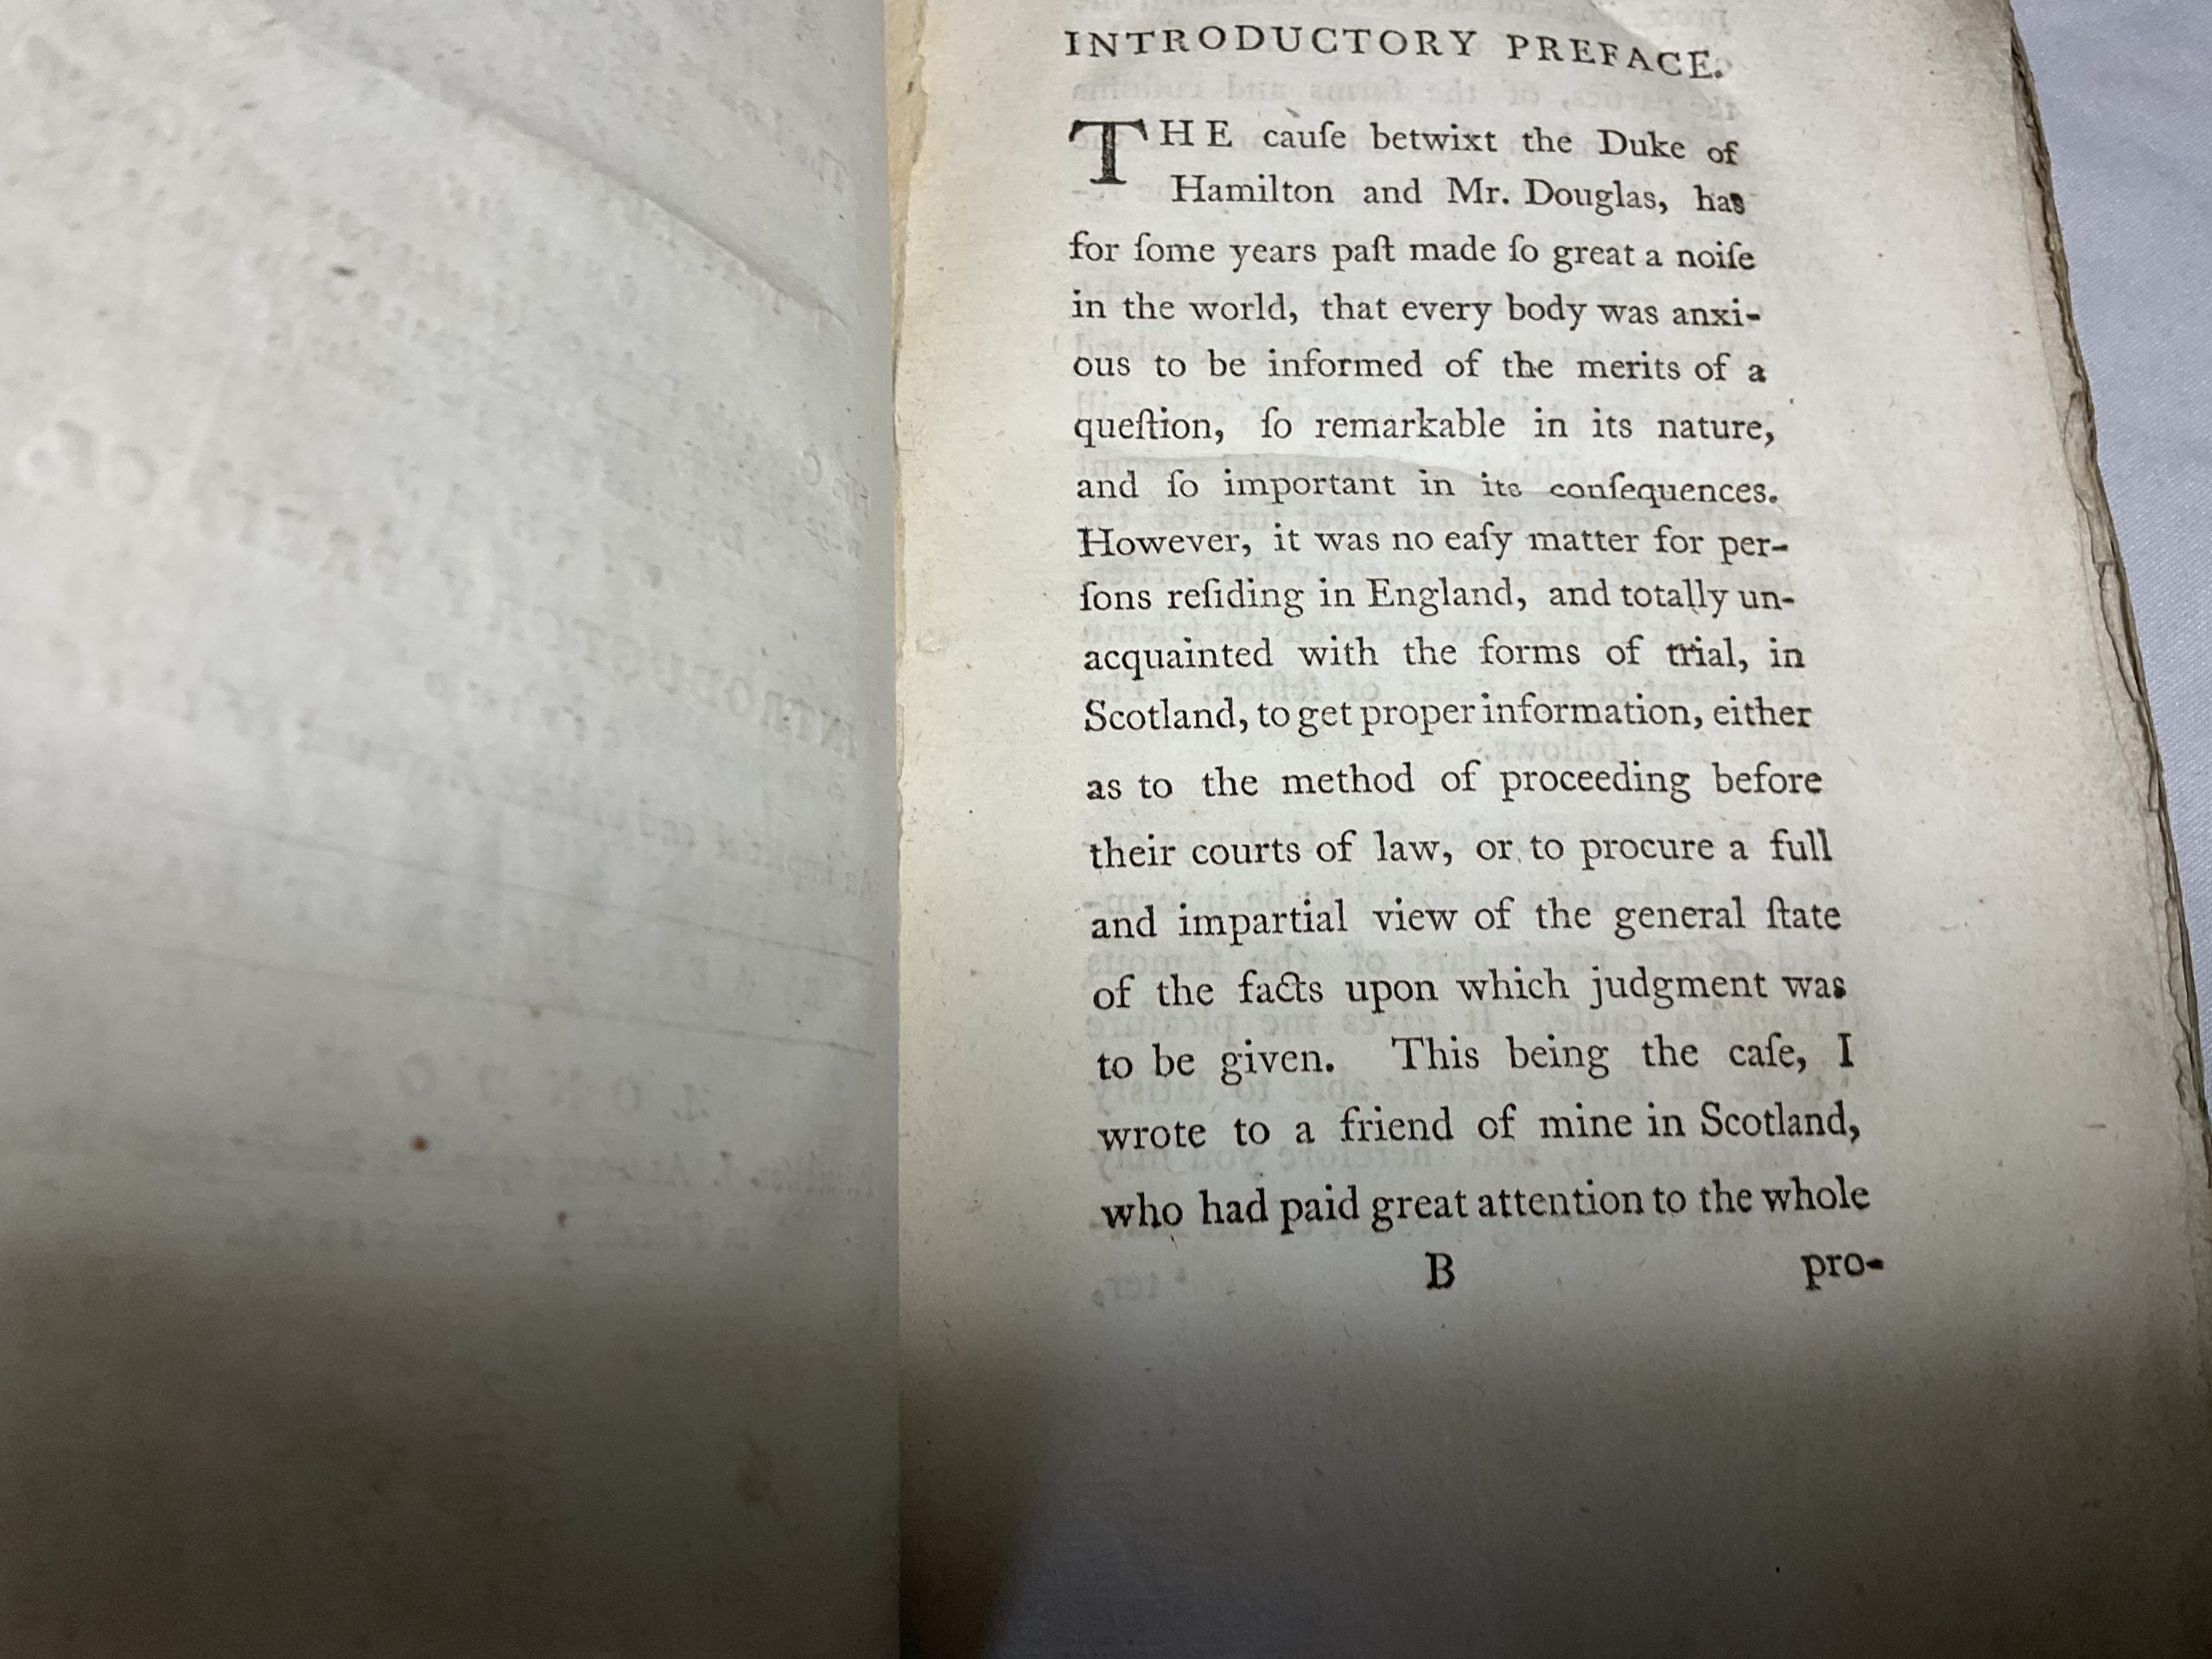 INTRODUCTORY PREFACE.
THE cauſe betwixt the Duke of
Hamilton and Mr. Douglas, has
for ſome years paſt made ſo great a noiſe
in the world, that every body was anxi-
ous to be informed of the merits of a
queſtion, ſo remarkable in its nature,
and ſo important in its conſequences.
However, it was no eaſy matter for per-
ſons reſiding in England, and totally un-
acquainted with the forms of trial, in
Scotland, to get proper information, either
as to the method of proceeding before
their courts of law, or to procure a full
and impartial view of the general ſtate
of the facts upon which judgment was
to be given. This being the caſe, I
wrote to a friend of mine in Scotland,
who had paid great attention to the whole
B pro-